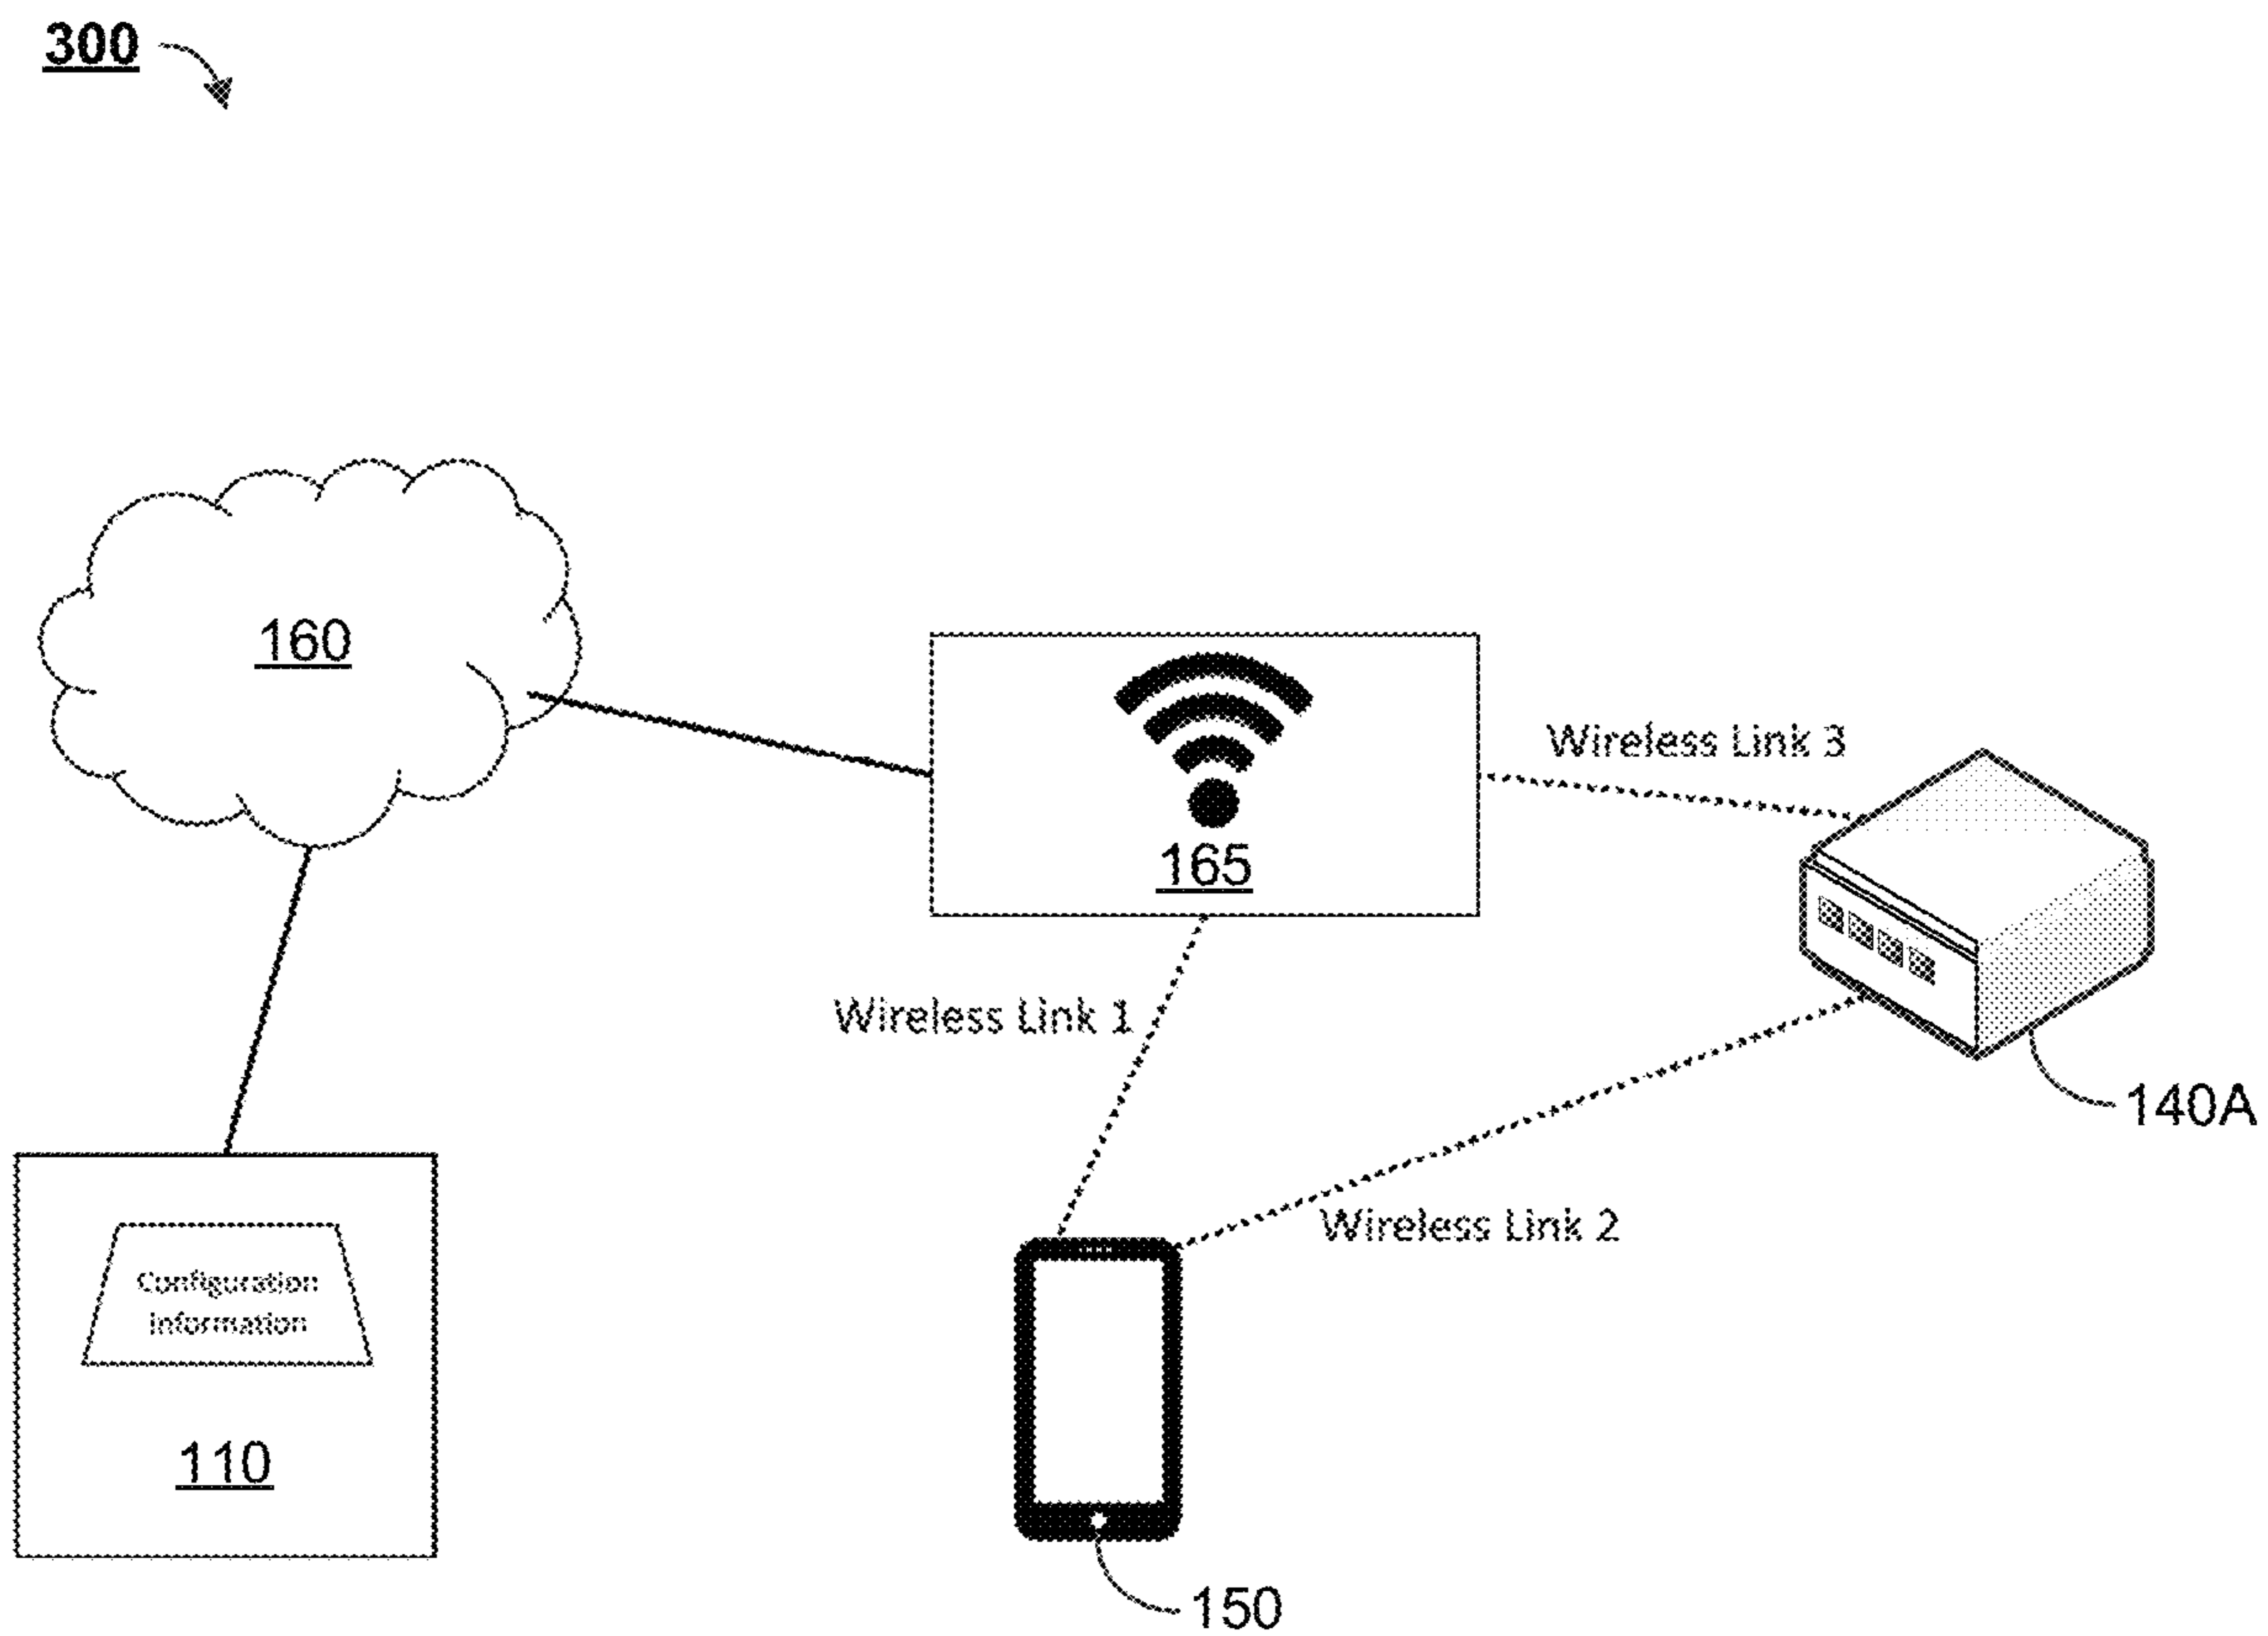 300
160
165
Wireless Link 3
Wireless Link 1
140A
Wireless Link 2
Configuration
Information
110
150